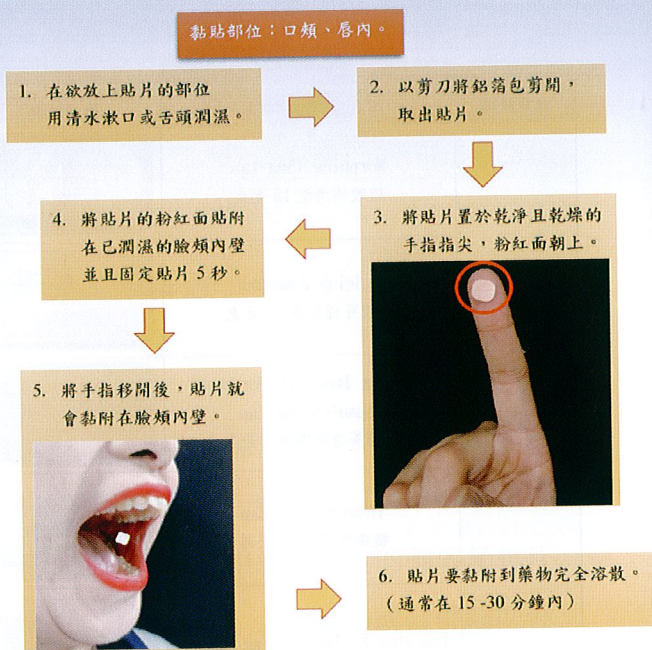 黏貼部位：口頰、唇內。
1. 在欲放上貼片的部位
用清水漱口或舌頭潤濕。
2. 以剪刀將鋁箔包剪開，
取出貼片。
3. 將貼片置於乾淨且乾燥的
手指指尖，粉紅面朝上。
4. 將貼片的粉紅面貼附
在已潤濕的臉頰內壁
並且固定貼片 5 秒。
5. 將手指移開後，貼片就
會黏附在臉頰內壁。
6. 貼片要黏附到藥物完全溶散。
（通常在 15 -30 分鐘內）